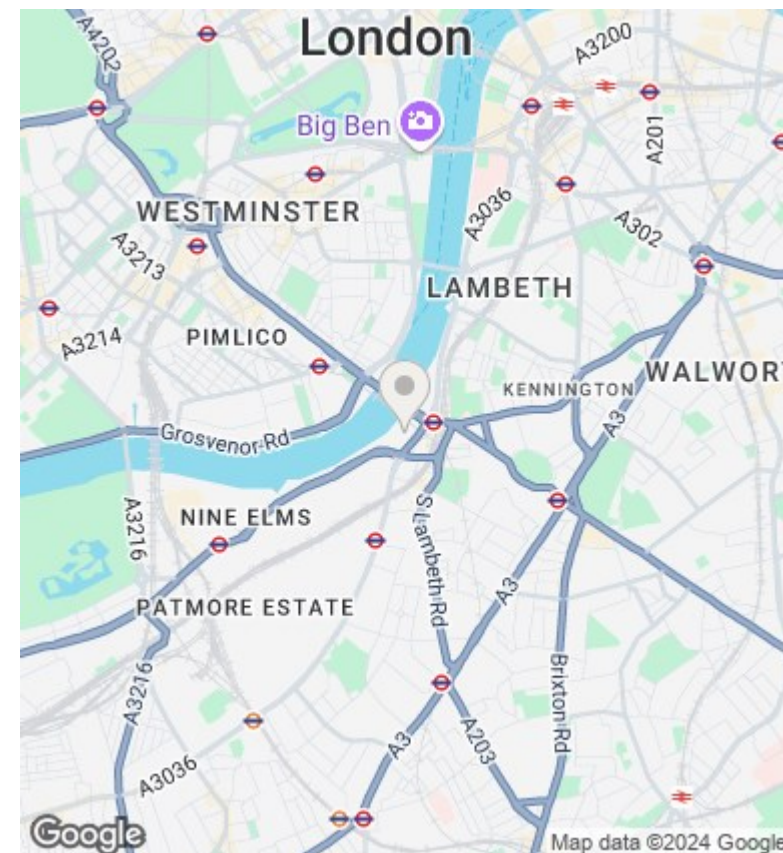 London
A4202
A3200
Big Ben
A201
WESTMINSTER
A3036
A302
A3213
LAMBETH
A3214
PIMLICO
WALWOR
KENNINGTON
A3
Grosvenor Rd
A3216
NINE ELMS
S Lambeth Rd
A3
PATMORE ESTATE
A3216
Brixton Rd
A3
A203
A3036
Google
Map data ©2024 Google